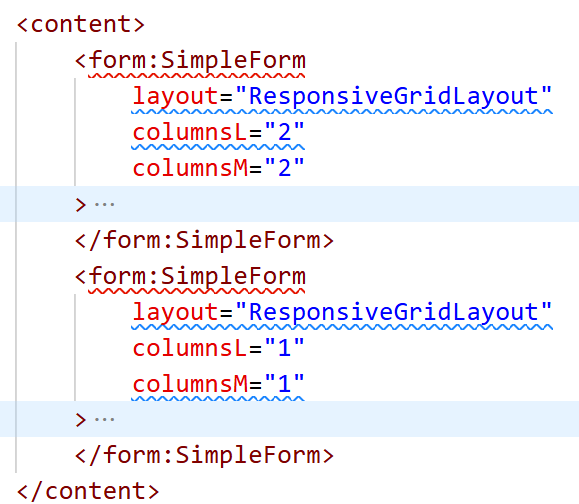 <content>
<form:SimpleForm
layout="ResponsiveGridLayout"
columnsL="2"
columnsM="2"
>···
</form:SimpleForm>
<form:SimpleForm
layout="ResponsiveGridLayout"
columnsL="1"
columnsM="1"
>···
</form:SimpleForm>
</content>